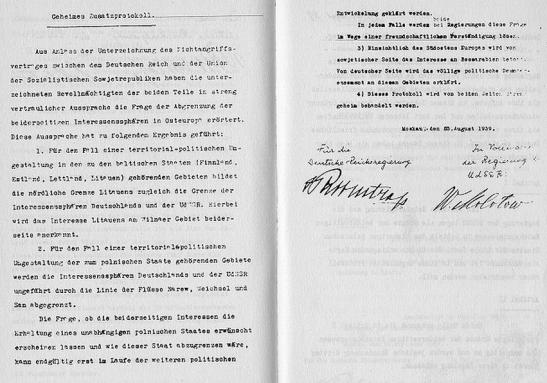 Geheimes Zusatzprotokoll.
Aus Anlass der Unterzeichnung des Nichtangriffs-
vertrages zwischen dem Deutschen Reich und der Union
der Sozialistischen Sowjetrepubliken haben die unter-
zeichneten Bevollmächtigten der beiden Teile in streng
vertraulicher Aussprache die Frage der Abgrenzung der
beiderseitigen Interessensphären in Osteuropa erörtert.
Diese Aussprache hat zu folgendem Ergebnis geführt:
1. Für den Fall einer territorial-politischen Um-
gestaltung in den zu den baltischen Staaten (Finnland,
Estland, Lettland, Litauen) gehörenden Gebieten bildet
die nördliche Grenze Litauens zugleich die Grenze der
Interessensphären Deutschlands und der UdSSR. Hierbei
wird das Interesse Litauens am Wilnaer Gebiet beider-
seits anerkannt.
2. Für den Fall einer territorial-politischen
Umgestaltung der zum polnischen Staate gehörenden Gebiete
werden die Interessensphären Deutschlands und der UdSSR
ungefähr durch die Linie der Flüsse Narew, Weichsel und
San abgegrenzt.
Die Frage, ob die beiderseitigen Interessen die
Erhaltung eines unabhängigen polnischen Staates erwünscht
erscheinen lassen und wie dieser Staat abzugrenzen wäre,
kann endgültig erst im Laufe der weiteren politischen
Entwickelung geklärt werden.
In jedem Falle werden beide Regierungen diese Frage
im Wege einer freundschaftlichen Verständigung lösen.
3) Hinsichtlich des Südostens Europas wird von
sowjetischer Seite das Interesse an Bessarabien betont.
Von deutscher Seite wird das völlige politische Desinter-
essement an diesen Gebieten erklärt.
4) Dieses Protokoll wird von beiden Seiten streng
geheim behandelt werden.
Moskau, den 23. August 1939.
Für die
Deutsche Reichsregierung
In Vollmacht
der Regierung
UdSSR:
W. Molotow